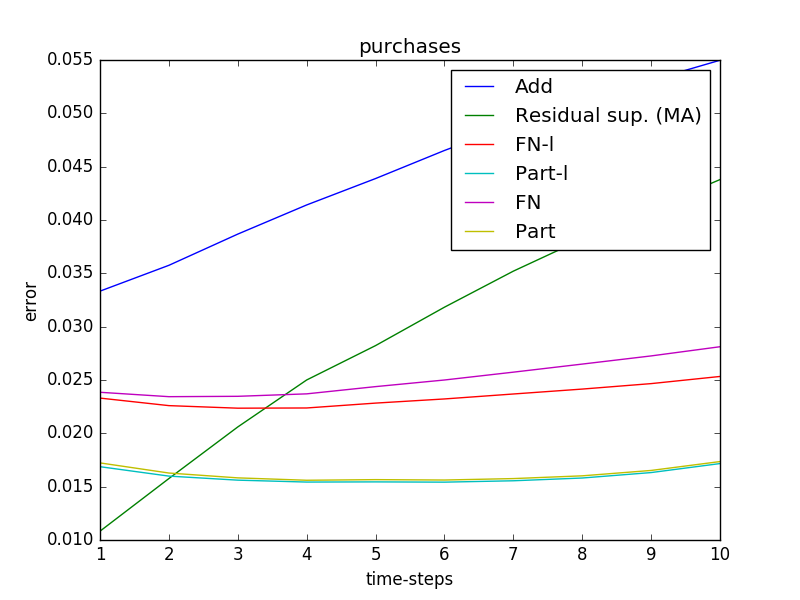 purchases
0.055
0.050
0.045
0.040
0.035
0.030
0.025
0.020
0.015
0.010
error
Add
Residual sup. (MA)
FN-l
Part-l
FN
Part
1 2 3 4 5 6 7 8 9 10
time-steps